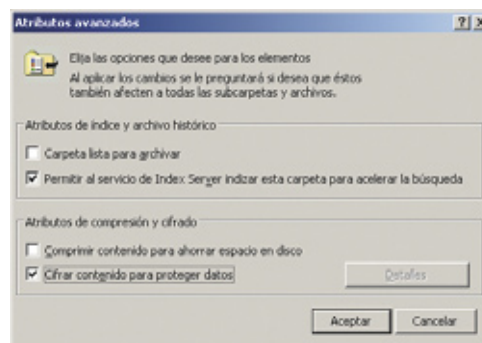 Atributos avanzados
Elija las opciones que desee para los elementos
Al aplicar los cambios se le preguntará si desea que éstos
también afecten a todas las subcarpetas y archivos.
Atributos de índice y archivo histórico
Carpeta lista para archivar
Permitir al servicio de Index Server indizar esta carpeta para acelerar la búsqueda
Atributos de compresión y cifrado
Comprimir contenido para ahorrar espacio en disco
Cifrar contenido para proteger datos
Detalles
Aceptar
Cancelar